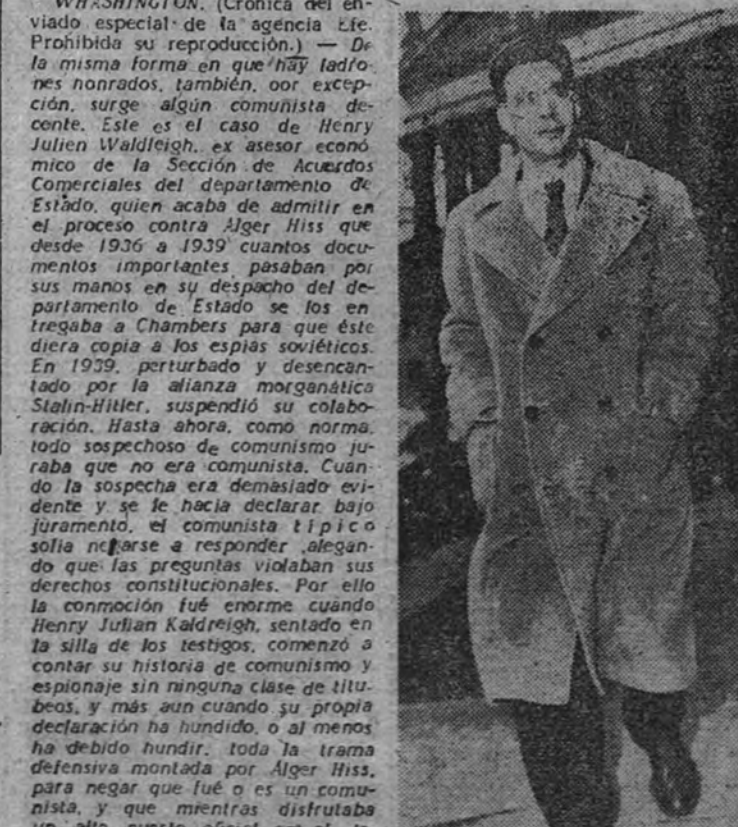 WHASHINGTON. (Crónica del en-
viado especial de la agencia Efe.
Prohibida su reproducción.) — De
la misma forma en que hay ladro-
nes honrados, también, oor excep-
ción, surge algún comunista de-
cente. Este es el caso de Henry
Julien Waldleigh, ex asesor econó
mico de la Sección de Acuerdos
Comerciales del departamento de
Estado, quien acaba de admitir en
el proceso contra Alger Hiss que
desde 1936 a 1939 cuantos docu-
mentos importantes pasaban por
sus manos en su despacho del de-
partamento de Estado se los en
tregaba a Chambers para que éste
diera copia a los espías soviéticos.
En 1939, perturbado y desencan-
tado por la alianza morganática
Stalin-Hitler, suspendió su colabo-
ración. Hasta ahora, como norma,
todo sospechoso de comunismo ju-
raba que no era comunista. Cuan-
do la sospecha era demasiado evi-
dente y se le hacía declarar bajo
juramento, el comunista típico
solía negarse a responder ,alegan-
do que las preguntas violaban sus
derechos constitucionales. Por ello
la conmoción fué enorme cuando
Henry Julian Kaldreigh, sentado en
la silla de los testigos, comenzó a
contar su historia de comunismo y
espionaje sin ninguna clase de titu-
beos, y más aun cuando su propia
declaración ha hundido, o al menos
ha debido hundir, toda la trama
defensiva montada por Alger Hiss,
para negar que fué o es un comu-
nista, y que mientras disfrutaba